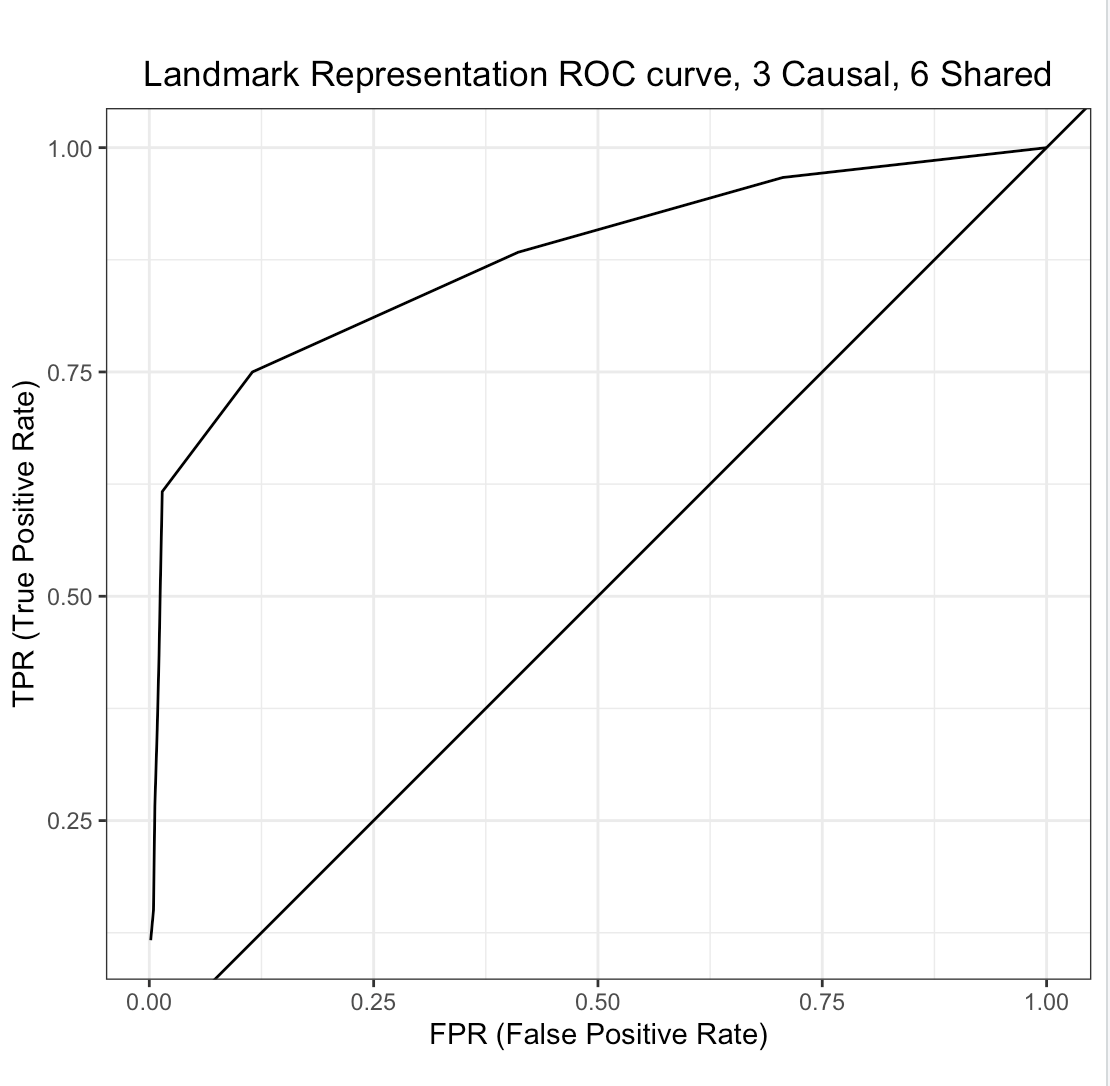 Landmark Representation ROC curve, 3 Causal, 6 Shared
TPR (True Positive Rate)
1.00
0.75
0.50
0.25
0.00 0.25 0.50 0.75 1.00
FPR (False Positive Rate)